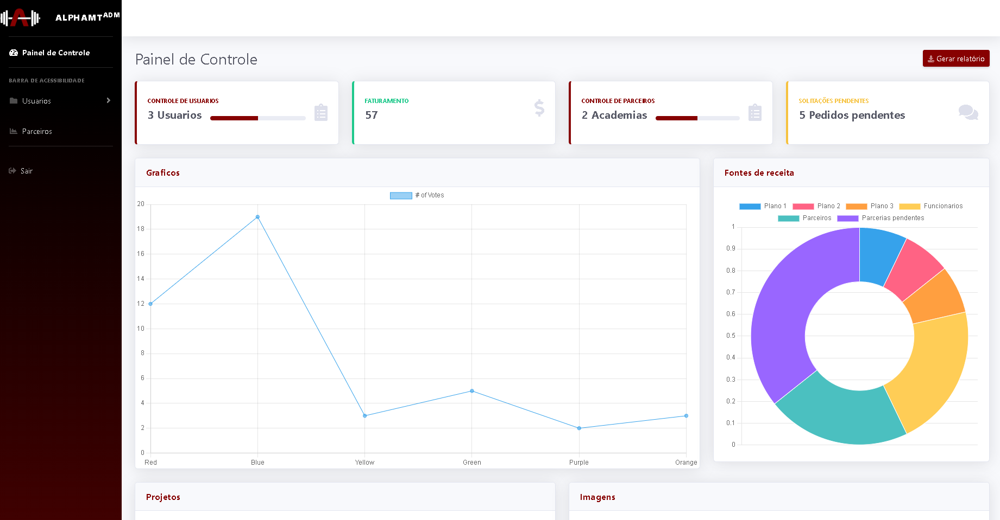 ALPHAMTADM
Painel de Controle
BARRA DE ACESSIBILIDADE
Usuarios
Parceiros
Sair
Painel de Controle
Gerar relatório
CONTROLE DE USUARIOS
3 Usuarios
FATURAMENTO
57
CONTROLE DE PARCEIROS
2 Academias
SOLITAÇÕES PENDENTES
5 Pedidos pendentes
Graficos
# of Votes
20
18
16
14
12
10
8
6
4
2
0
Red Blue Yellow Green Purple Orange
Fontes de receita
Plano 1 Plano 2 Plano 3 Funcionarios
Parceiros Parcerias pendentes
1
0.9
0.8
0.7
0.6
0.5
0.4
0.3
0.2
0.1
0
Projetos
Imagens